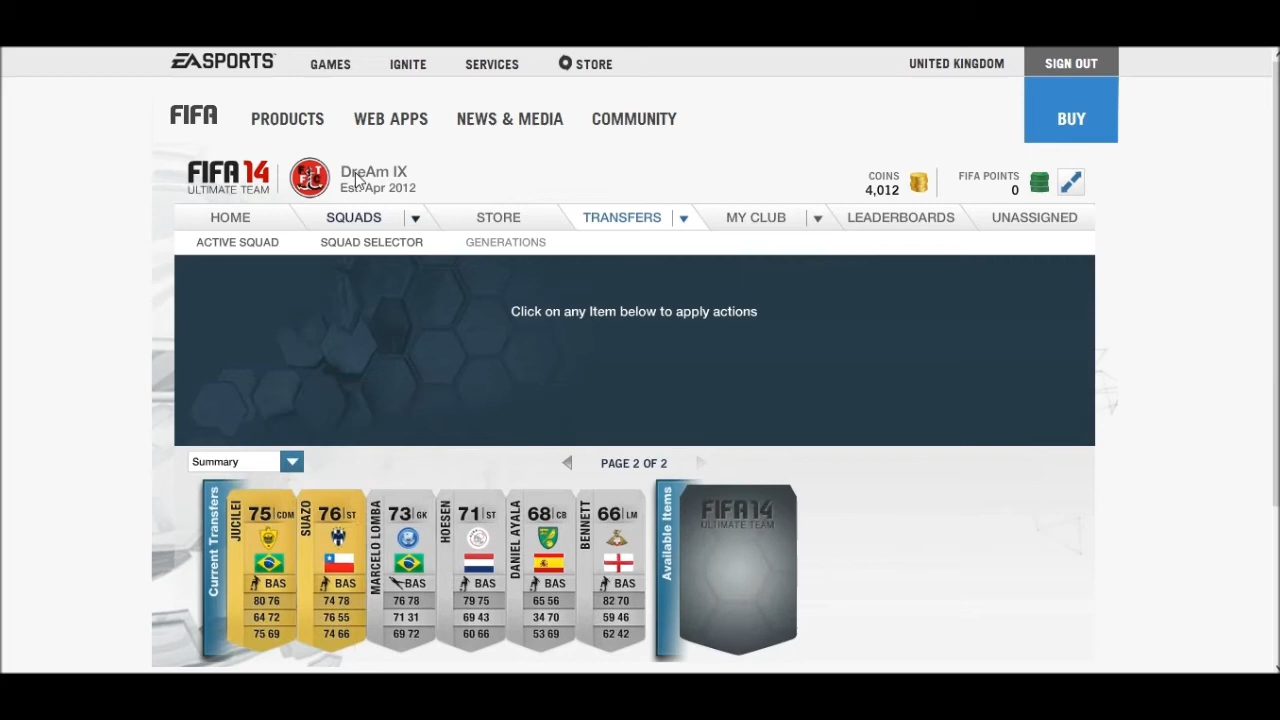 EA SPORTS GAMES IGNITE SERVICES STORE UNITED KINGDOM SIGN OUT
FIFA PRODUCTS WEB APPS NEWS & MEDIA COMMUNITY BUY
FIFA 14
ULTIMATE TEAM
DreAm IX
Est. Apr 2012
COINS
4,012
FIFA POINTS
0
HOME SQUADS STORE TRANSFERS MY CLUB LEADERBOARDS UNASSIGNED
ACTIVE SQUAD SQUAD SELECTOR GENERATIONS
Click on any Item below to apply actions
Summary
PAGE 2 OF 2
Current Transfers
JUCILEI
75 CDM
BAS
80 76
64 72
75 69
SUAZO
76 ST
BAS
74 78
76 55
74 66
MARCELO LOMBA
73 GK
BAS
76 78
71 31
69 72
HOESEN
71 ST
BAS
79 75
69 43
60 66
DANIEL AYALA
68 CB
BAS
65 56
34 70
53 69
BENNETT
66 LM
BAS
82 70
59 46
62 42
Available Items
FIFA 14
ULTIMATE TEAM